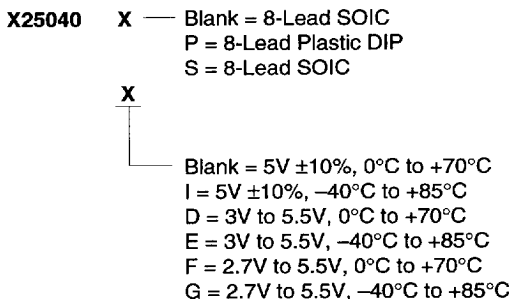 X25040 X Blank = 8-Lead SOIC
P = 8-Lead Plastic DIP
S = 8-Lead SOIC
X
Blank = 5V ±10%, 0°C to +70°C
I = 5V ±10%, –40°C to +85°C
D = 3V to 5.5V, 0°C to +70°C
E = 3V to 5.5V, –40°C to +85°C
F = 2.7V to 5.5V, 0°C to +70°C
G = 2.7V to 5.5V, –40°C to +85°C